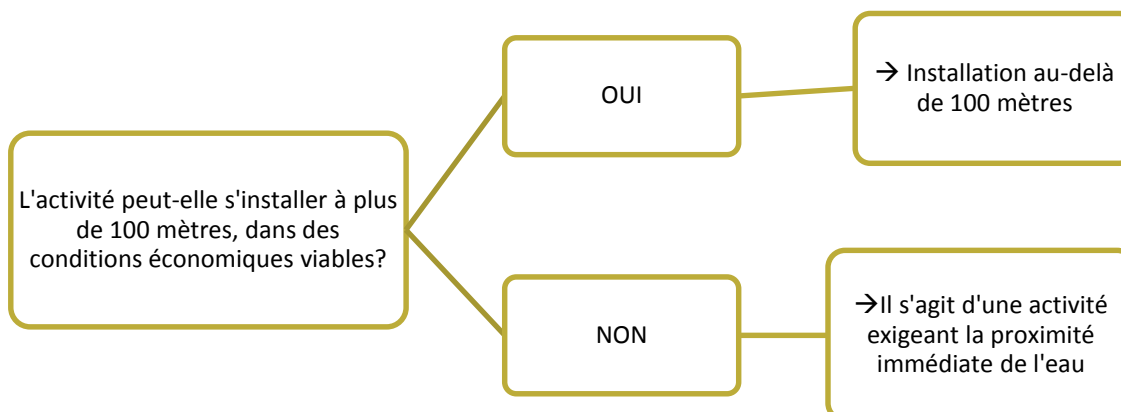 L'activité peut-elle s'installer à plus
de 100 mètres, dans des
conditions économiques viables?
OUI
→ Installation au-delà
de 100 mètres
NON
→Il s'agit d'une activité
exigeant la proximité
immédiate de l'eau